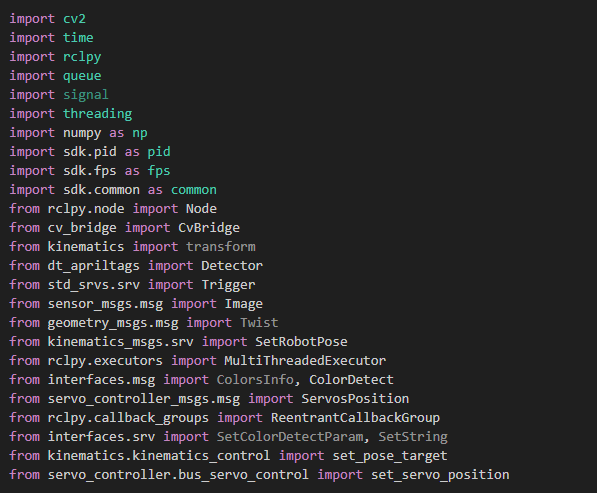 import cv2
import time
import rclpy
import queue
import signal
import threading
import numpy as np
import sdk.pid as pid
import sdk.fps as fps
import sdk.common as common
from rclpy.node import Node
from cv_bridge import CvBridge
from kinematics import transform
from dt_apriltags import Detector
from std_srvs.srv import Trigger
from sensor_msgs.msg import Image
from geometry_msgs.msg import Twist
from kinematics_msgs.srv import SetRobotPose
from rclpy.executors import MultiThreadedExecutor
from interfaces.msg import ColorsInfo, ColorDetect
from servo_controller_msgs.msg import ServosPosition
from rclpy.callback_groups import ReentrantCallbackGroup
from interfaces.srv import SetColorDetectParam, SetString
from kinematics.kinematics_control import set_pose_target
from servo_controller.bus_servo_control import set_servo_position